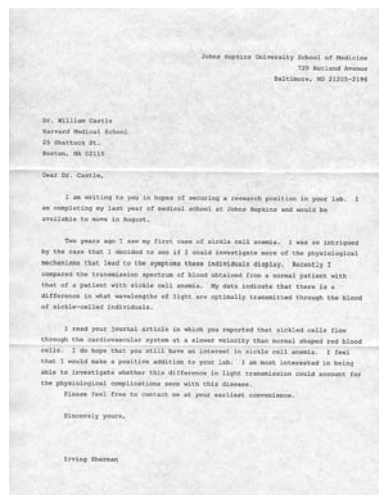 Johns Hopkins University School of Medicine
720 Rutland Avenue
Baltimore, MD 21205-2196
Dr. William Castle
Harvard Medical School
25 Shattuck St.
Boston, MA 02115
Dear Dr. Castle,
I am writing to you in hopes of securing a research position in your lab. I
am completing my last year of medical school at Johns Hopkins and would be
available to move in August.
Two years ago I saw my first case of sickle cell anemia. I was so intrigued
by the case that I decided to see if I could investigate more of the physiological
mechanisms that lead to the symptoms these individuals display. Recently I
compared the transmission spectrum of blood obtained from a normal patient with
that of a patient with sickle cell anemia. My data indicate that there is a
difference in what wavelengths of light are optimally transmitted through the blood
of sickle-celled individuals.
I read your journal article in which you reported that sickled cells flow
through the cardiovascular system at a slower velocity than normal shaped red blood
cells. I do hope that you still have an interest in sickle cell anemia. I feel
that I would make a positive addition to your lab. I am most interested in being
able to investigate whether this difference in light transmission could account for
the physiological complications seen with this disease.
Please feel free to contact me at your earliest convenience.
Sincerely yours,
Irving Sherman